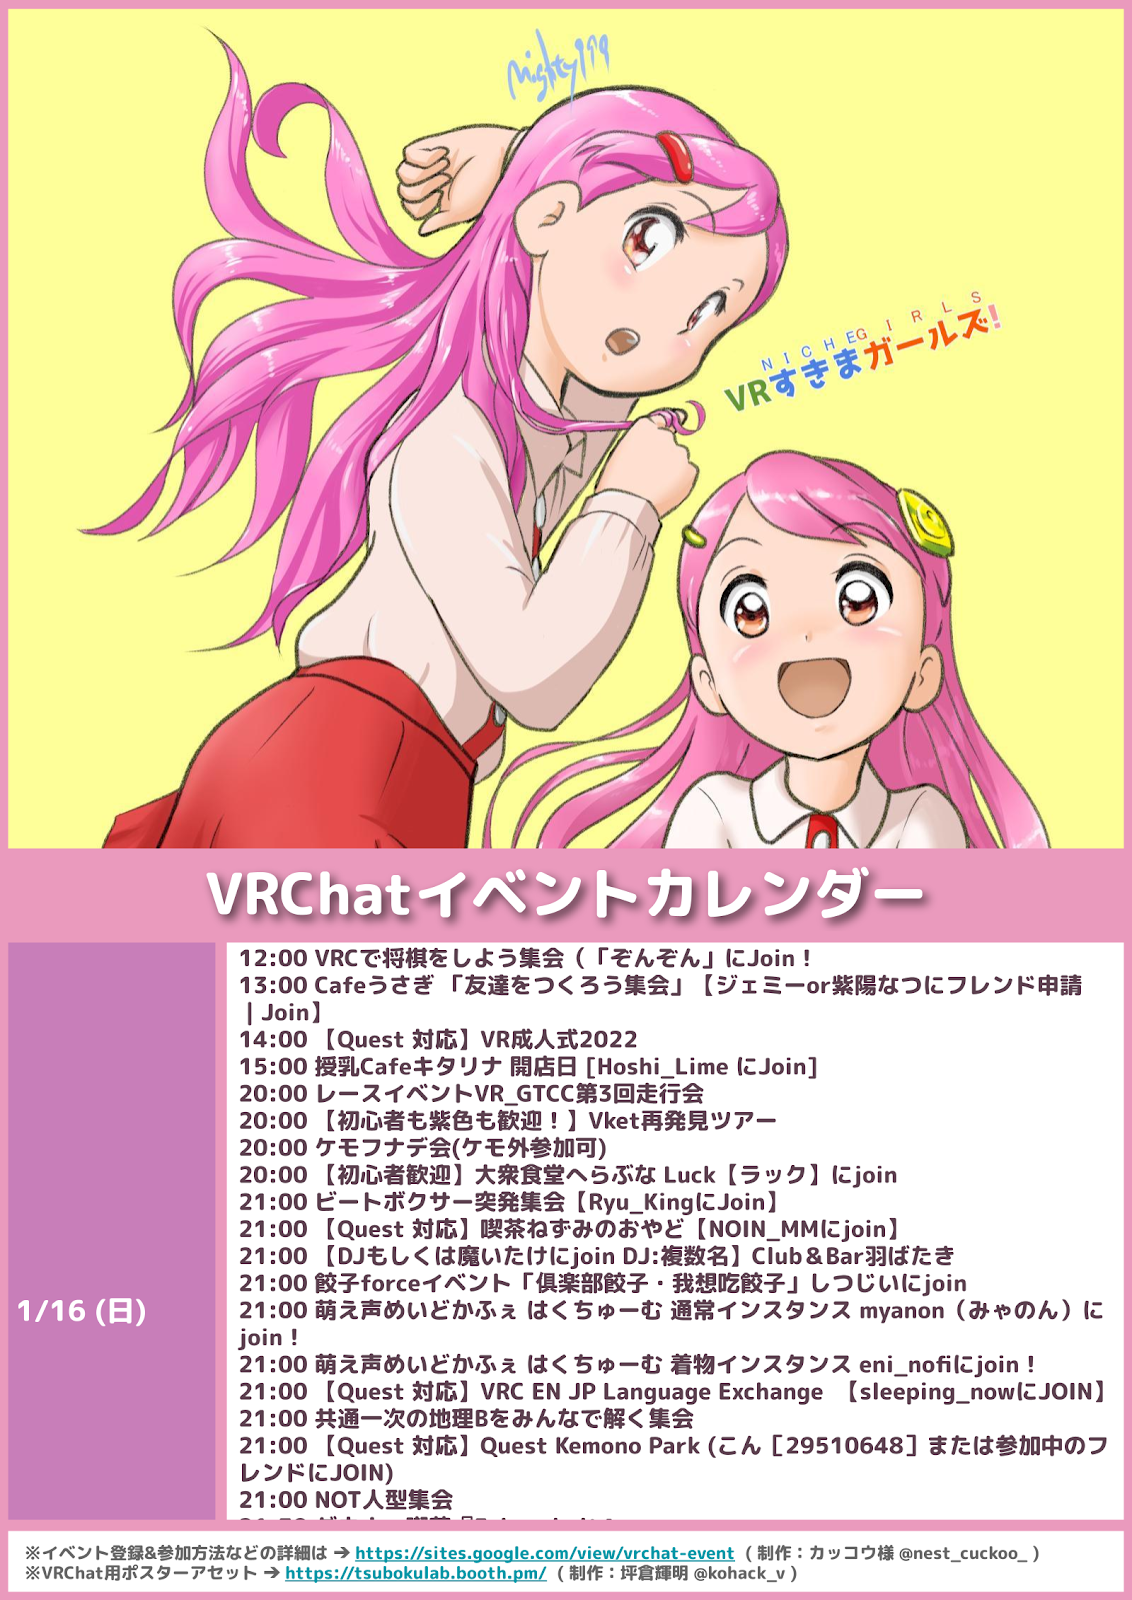 mighty199
NICHE GIRLS
VRすきまガールズ!
VRChatイベントカレンダー
1/16 (日)
12:00 VRCで将棋をしよう集会（「ぞんぞん」にJoin！
13:00 Cafeうさぎ 「友達をつくろう集会」【ジェミーor紫陽なつにフレンド申請
| Join】
14:00 【Quest 対応】VR成人式2022
15:00 授乳Cafeキタリナ 開店日 [Hoshi_Lime にJoin]
20:00 レースイベントVR_GTCC第3回走行会
20:00 【初心者も紫色も歓迎！】Vket再発見ツアー
20:00 ケモフナデ会(ケモ外参加可)
20:00 【初心者歓迎】大衆食堂へらぶな Luck【ラック】にjoin
21:00 ビートボクサー突発集会【Ryu_KingにJoin】
21:00 【Quest 対応】喫茶ねずみのおやど【NOIN_MMにjoin】
21:00 【DJもしくは魔いたけにjoin DJ:複数名】Club＆Bar羽ばたき
21:00 餃子forceイベント「倶楽部餃子・我想吃餃子」しつじいにjoin
21:00 萌え声めいどかふぇ はくちゅーむ 通常インスタンス myanon（みゃのん）に
join！
21:00 萌え声めいどかふぇ はくちゅーむ 着物インスタンス eni_nofiにjoin！
21:00 【Quest 対応】VRC EN JP Language Exchange 【sleeping_nowにJOIN】
21:00 共通一次の地理Bをみんなで解く集会
21:00 【Quest 対応】Quest Kemono Park (こん［29510648］または参加中のフ
レンドにJOIN)
21:00 NOT人型集会
※イベント登録&参加方法などの詳細は → https://sites.google.com/view/vrchat-event （ 制作：カッコウ様 @nest_cuckoo_ ）
※VRChat用ポスターアセット → https://tsubokulab.booth.pm/ （ 制作：坪倉輝明 @kohack_v ）